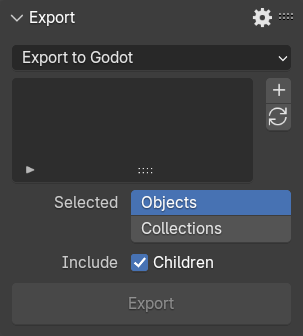 Export
Export to Godot
Selected Objects
Collections
Include Children
Export